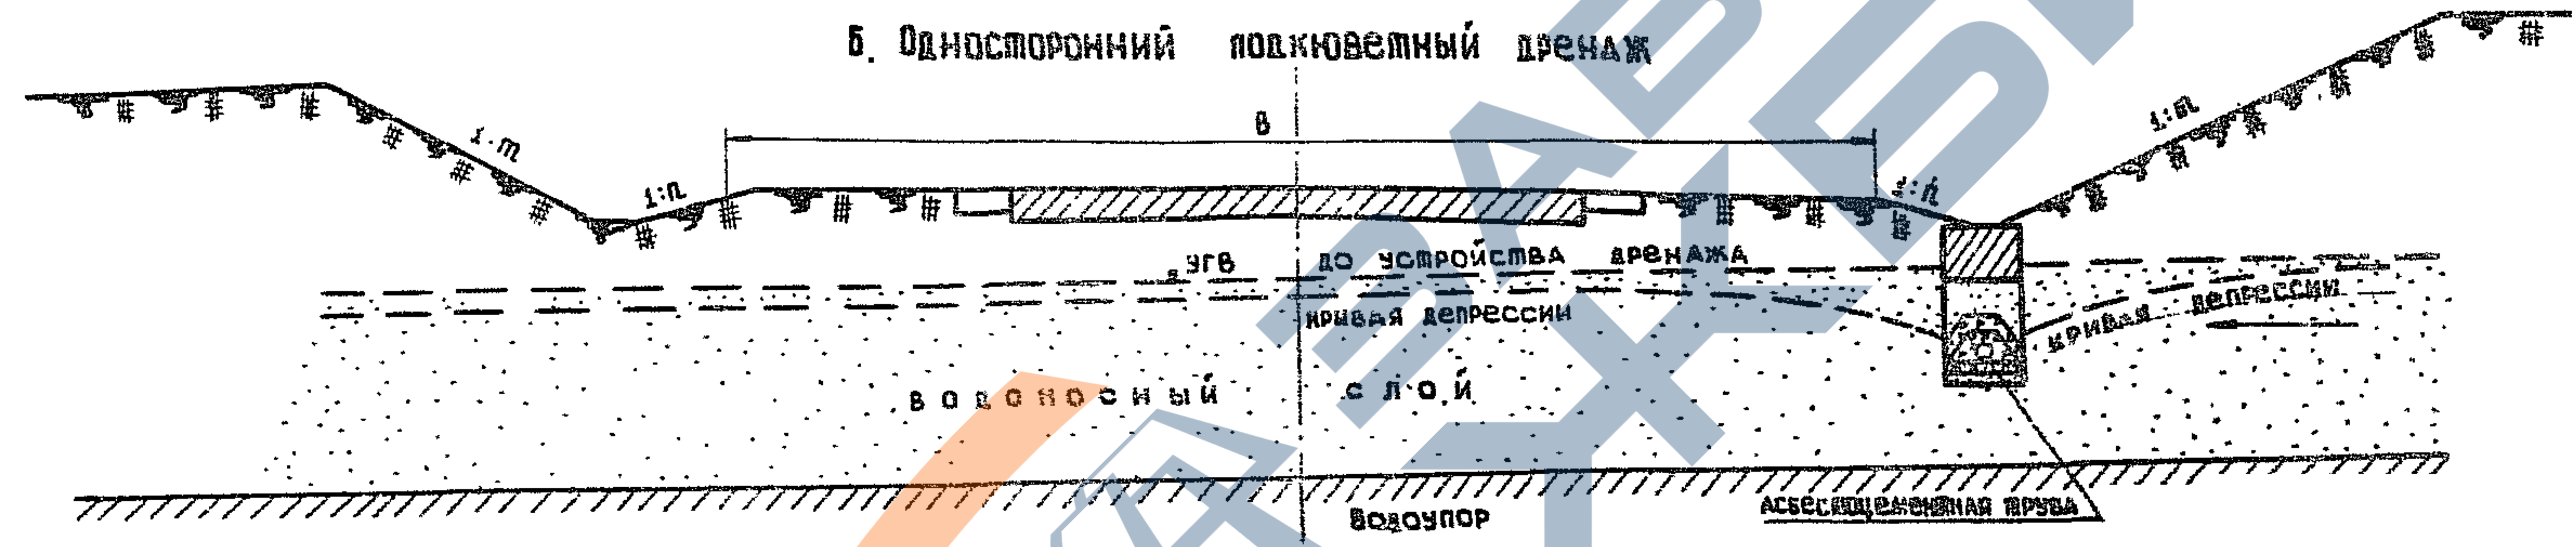 Б. Односторонний подкюветный дренаж
В
1:m
1:m
1:n
1:n
УГВ до устройства дренажа
кривая депрессии
кривая депрессии
Водоносный слой
Водоупор
Асбестоцементная труба